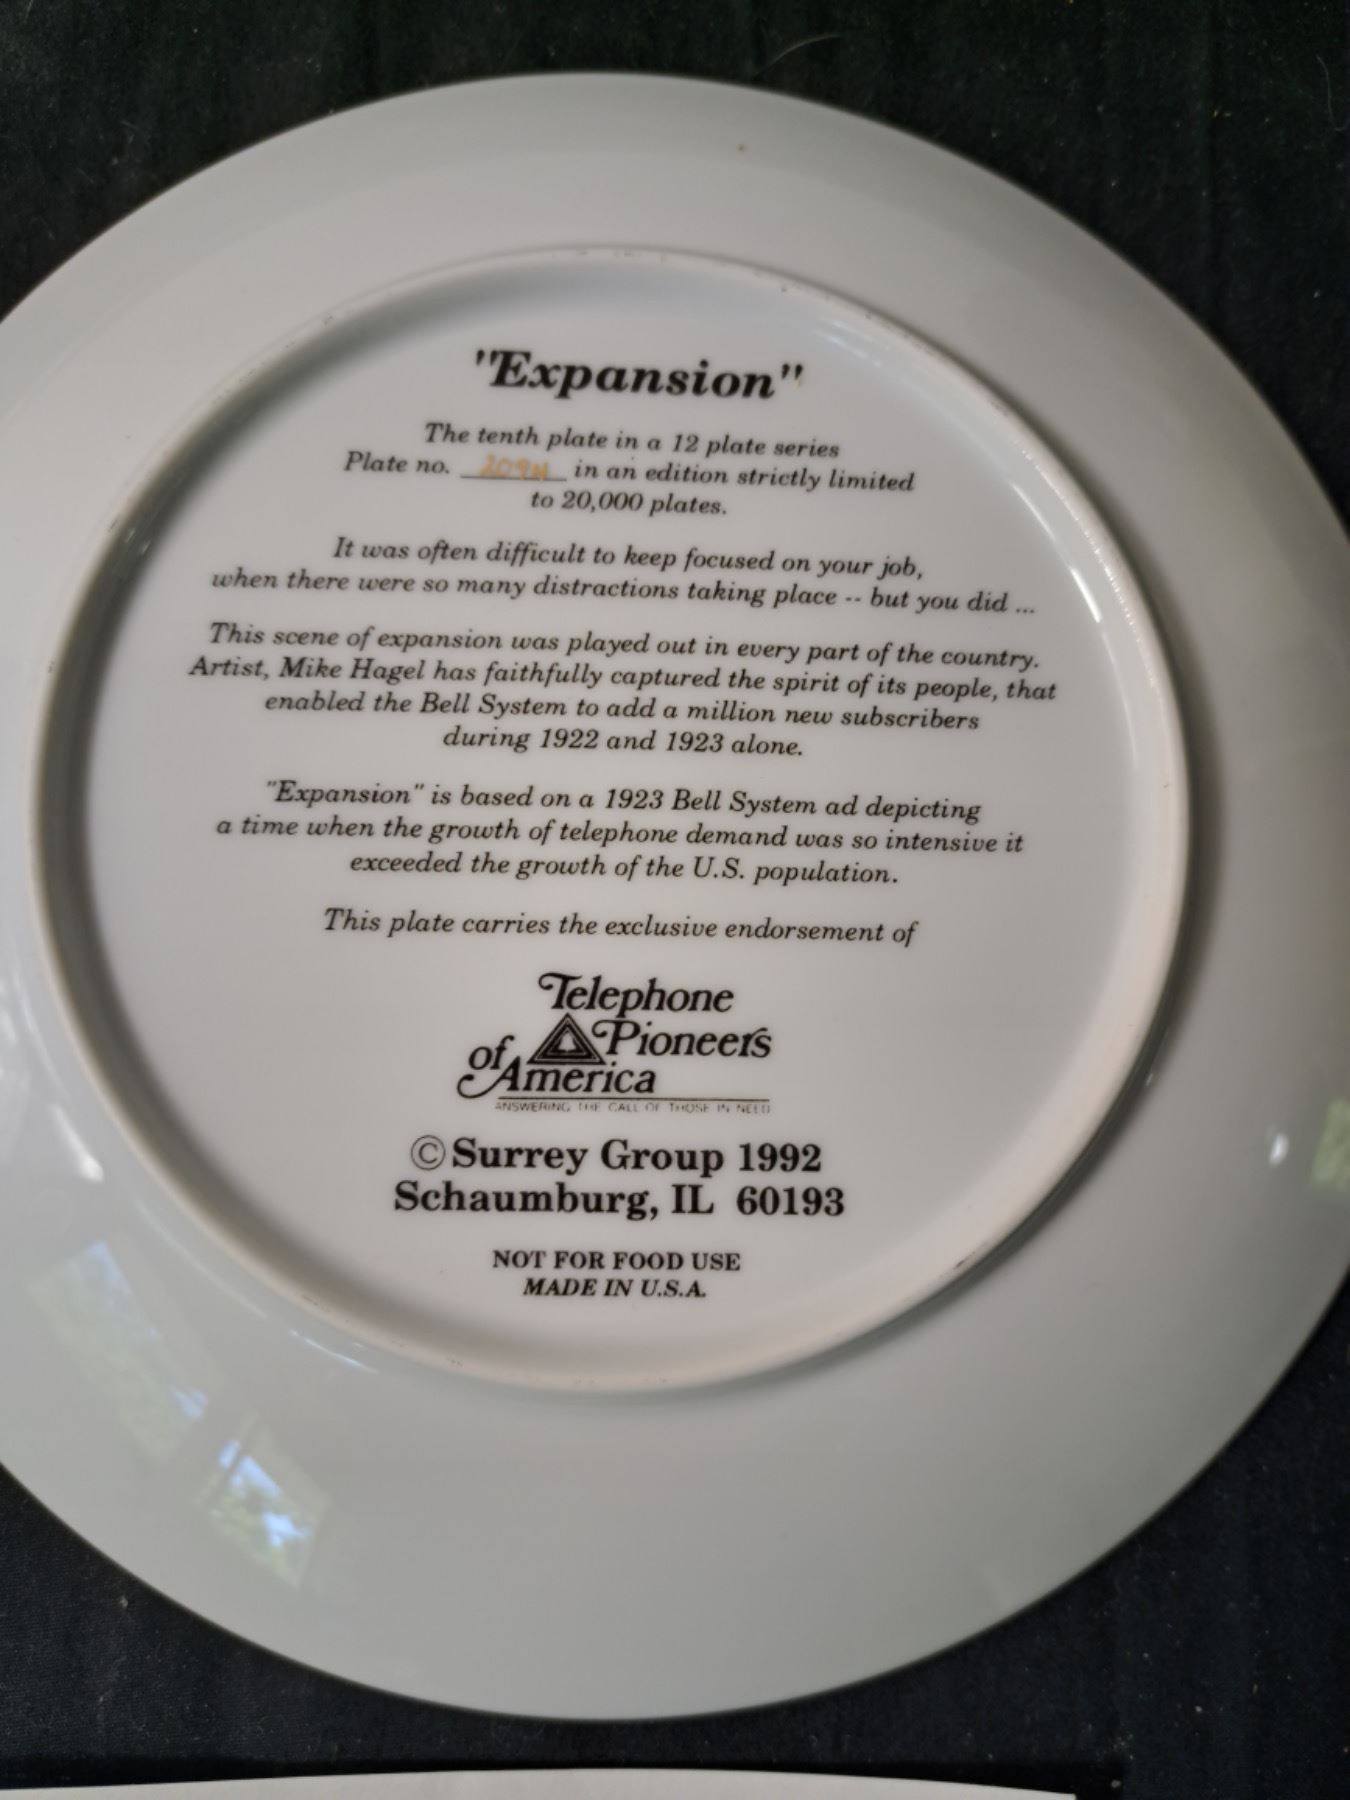 "Expansion"
The tenth plate in a 12 plate series
Plate no. in an edition strictly limited
to 20,000 plates.
It was often difficult to keep focused on your job,
when there were so many distractions taking place -- but you did ...
This scene of expansion was played out in every part of the country.
Artist, Mike Hagel has faithfully captured the spirit of its people, that
enabled the Bell System to add a million new subscribers
during 1922 and 1923 alone.
"Expansion" is based on a 1923 Bell System ad depicting
a time when the growth of telephone demand was so intensive it
exceeded the growth of the U.S. population.
This plate carries the exclusive endorsement of
Telephone
Pioneers
of America
ANSWERING THE CALL OF THOSE IN NEED
©Surrey Group 1992
Schaumburg, IL 60193
NOT FOR FOOD USE
MADE IN U.S.A.